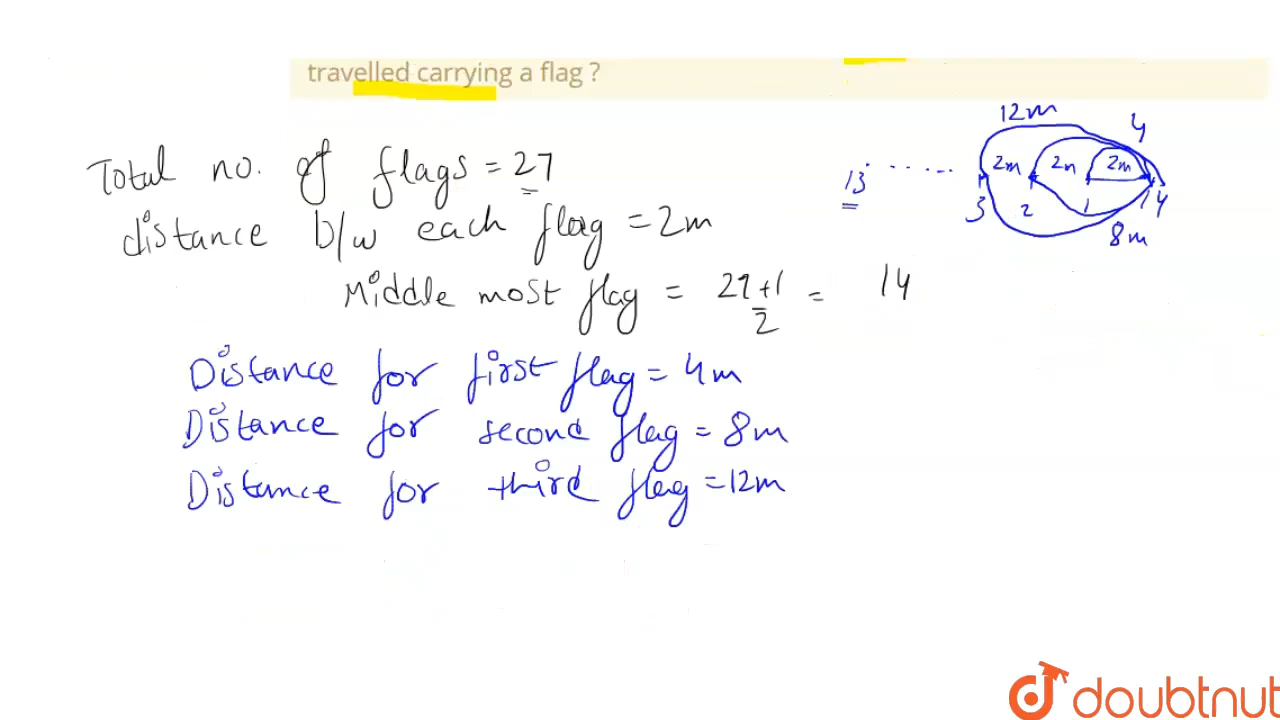 travelled carrying a flag ?
12m
4
Total no. of flags = 27
13 ...... 2m 2m 2m
3 2 1 14
distance b/w each flag = 2m
8m
Middle most flag = 27+1 = 14
2
Distance for first flag = 4m
Distance for second flag = 8m
Distance for third flag = 12m
doubtnut